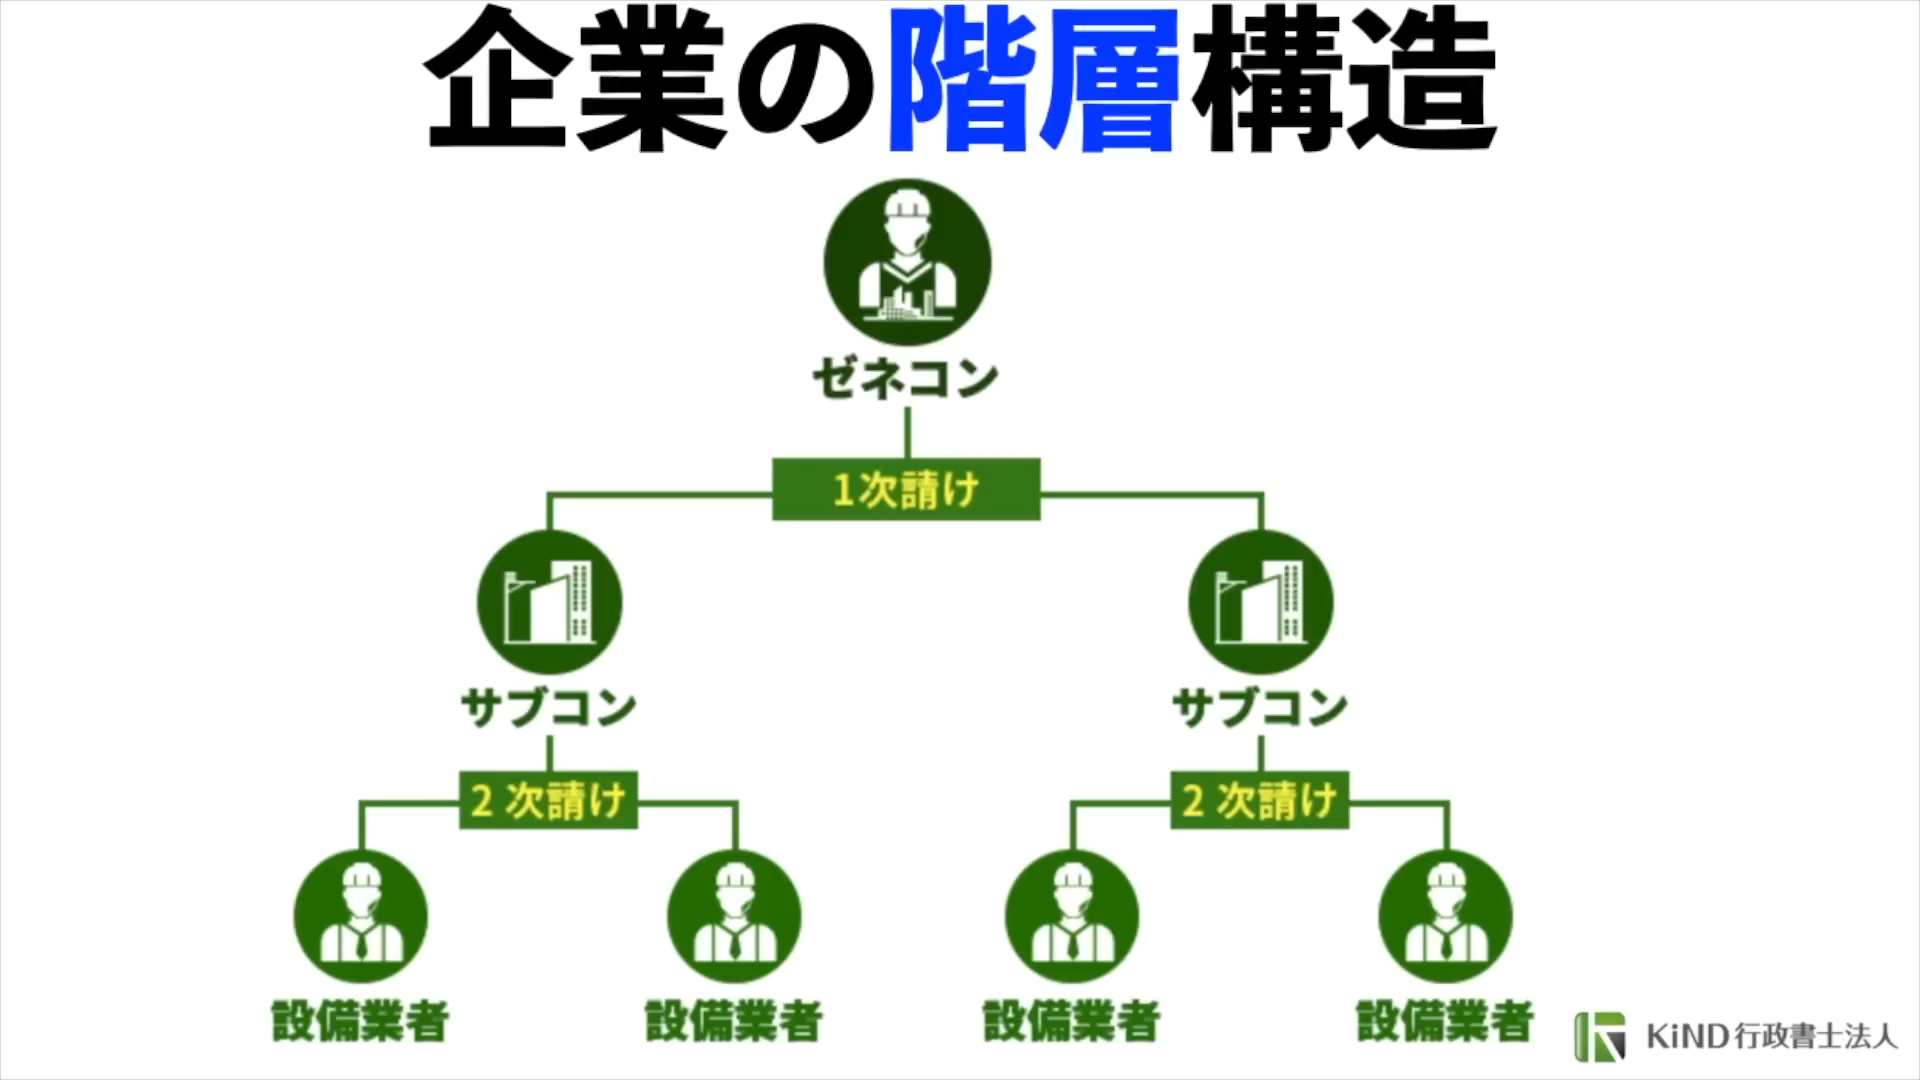 企業の階層構造
ゼネコン
1次請け
サブコン
サブコン
2 次請け
2 次請け
設備業者
設備業者
設備業者
設備業者
KiND行政書士法人